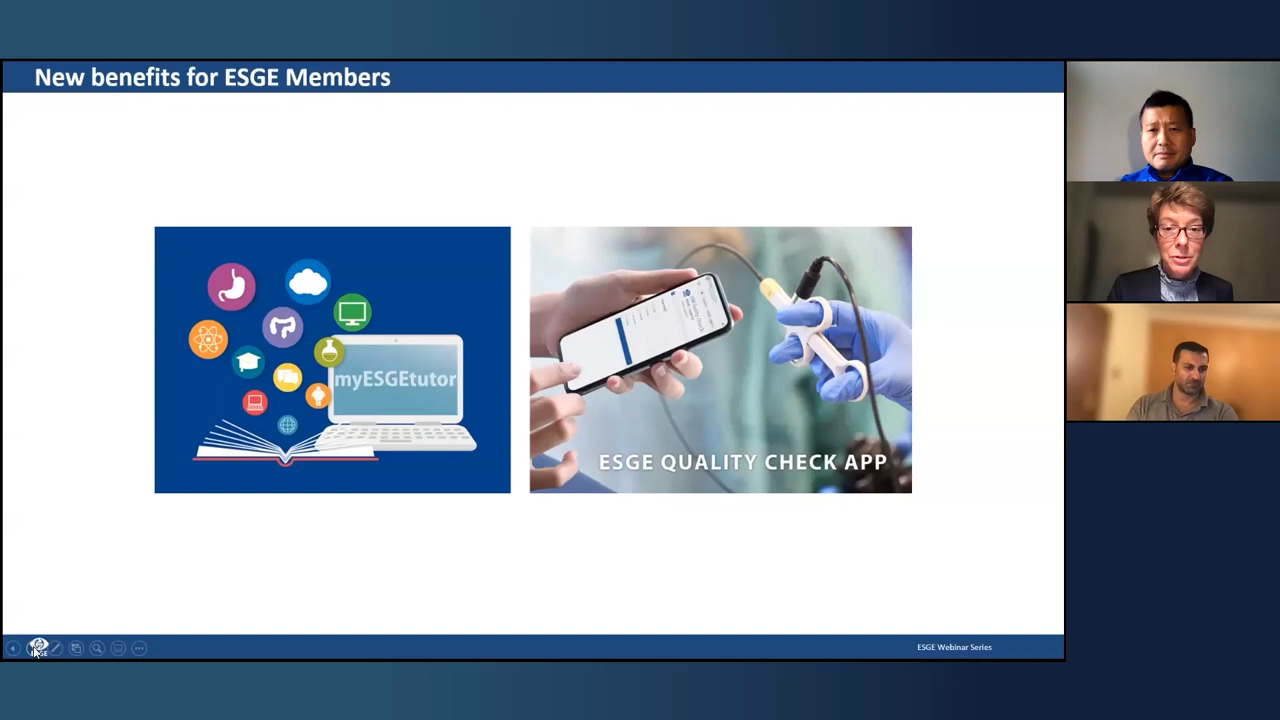 New benefits for ESGE Members
myESGEtutor
ESGE QUALITY CHECK APP
ESGE Webinar Series